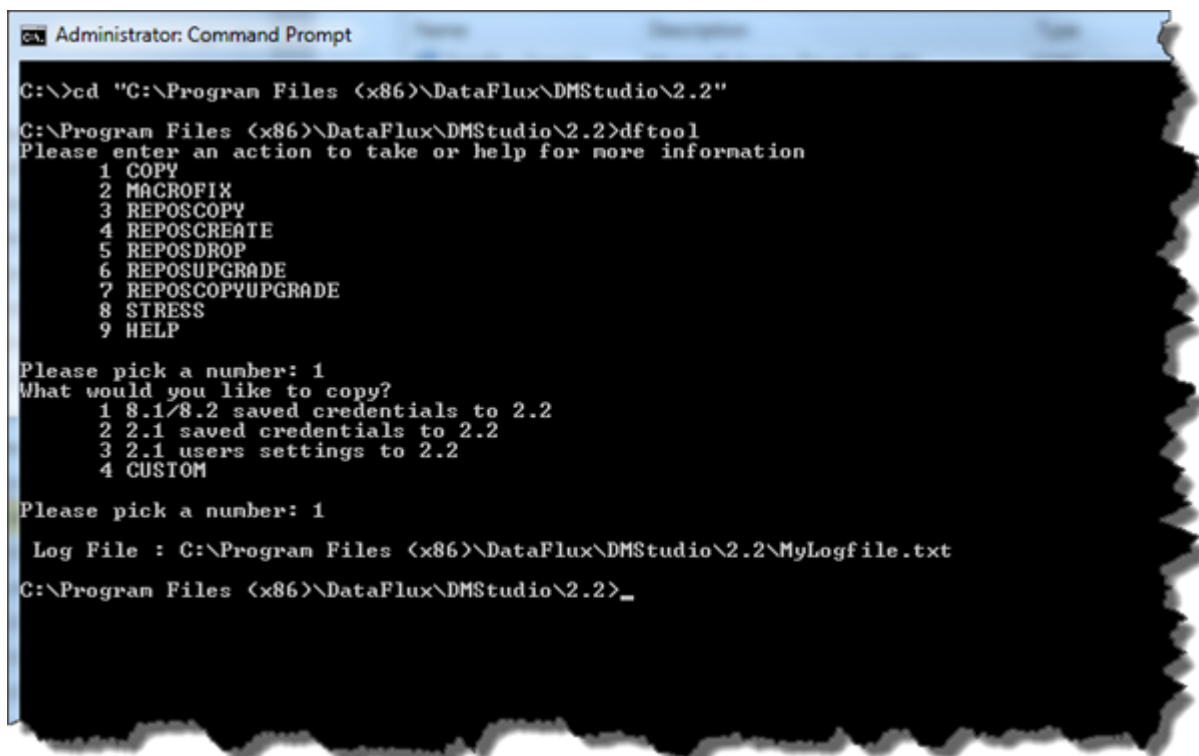 Administrator: Command Prompt
C:\>cd "C:\Program Files (x86)\DataFlux\DMStudio\2.2"
C:\Program Files (x86)\DataFlux\DMStudio\2.2>dftool
Please enter an action to take or help for more information
1 COPY
2 MACROFIX
3 REPOSCOPY
4 REPOSCREATE
5 REPOSDROP
6 REPOSUPGRADE
7 REPOSCOPYUPGRADE
8 STRESS
9 HELP
Please pick a number: 1
What would you like to copy?
1 8.1/8.2 saved credentials to 2.2
2 2.1 saved credentials to 2.2
3 2.1 users settings to 2.2
4 CUSTOM
Please pick a number: 1
Log File : C:\Program Files (x86)\DataFlux\DMStudio\2.2\MyLogfile.txt
C:\Program Files (x86)\DataFlux\DMStudio\2.2>_